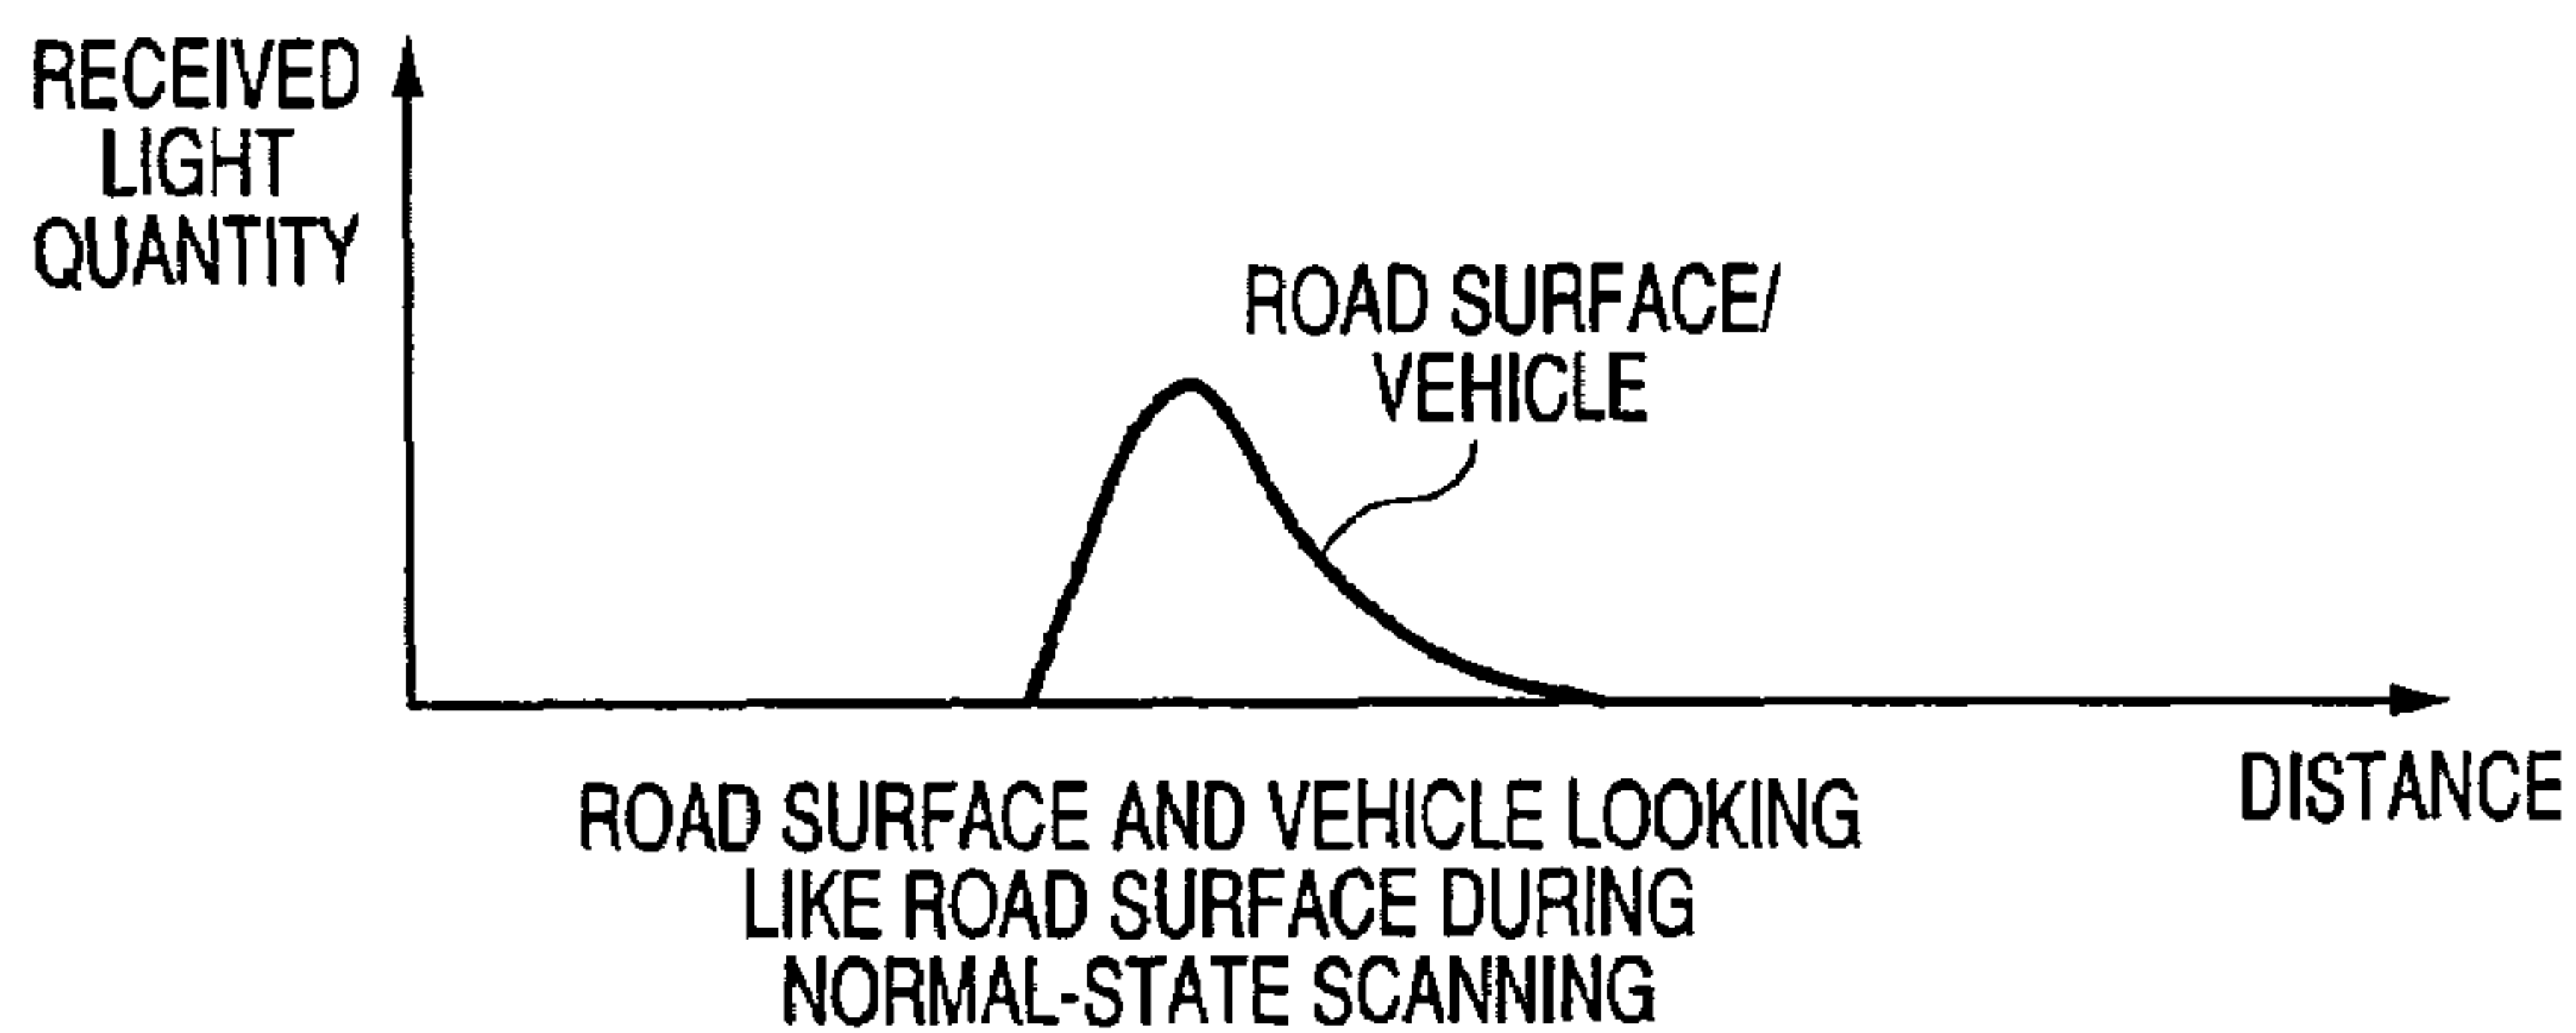 RECEIVED
LIGHT
QUANTITY
ROAD SURFACE/
VEHICLE
DISTANCE
ROAD SURFACE AND VEHICLE LOOKING
LIKE ROAD SURFACE DURING
NORMAL-STATE SCANNING